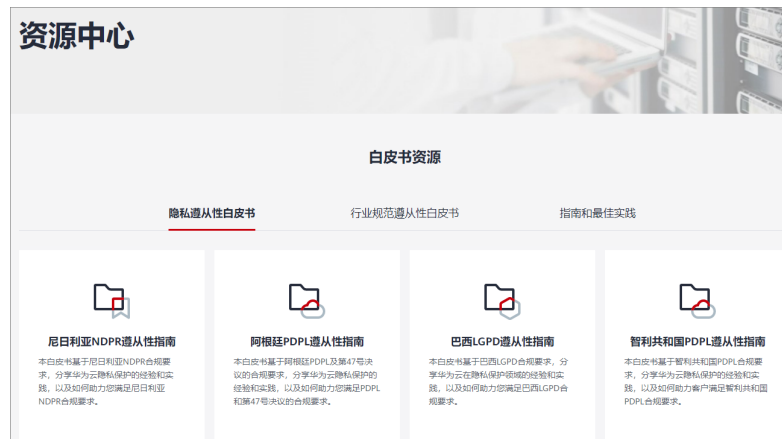 资源中心
白皮书资源
隐私遵从性白皮书
行业规范遵从性白皮书
指南和最佳实践
尼日利亚NDPR遵从性指南
本白皮书基于尼日利亚NDPR合规要
求，分享华为云隐私保护的经验和实
践，以及如何助力您满足尼日利亚
NDPR合规要求。
阿根廷PDPL遵从性指南
本白皮书基于阿根廷PDPL及第47号决
议的合规要求，分享华为云隐私保护的
经验和实践，以及如何助力您满足PDPL
和第47号决议的合规要求。
巴西LGPD遵从性指南
本白皮书基于巴西LGPD合规要求，分
享华为云在隐私保护领域的经验和实
践，以及如何助力您满足巴西LGPD合
规要求。
智利共和国PDPL遵从性指南
本白皮书基于智利共和国PDPL合规要
求，分享华为云隐私保护的经验和实
践，以及如何助力客户满足智利共和国
PDPL合规要求。